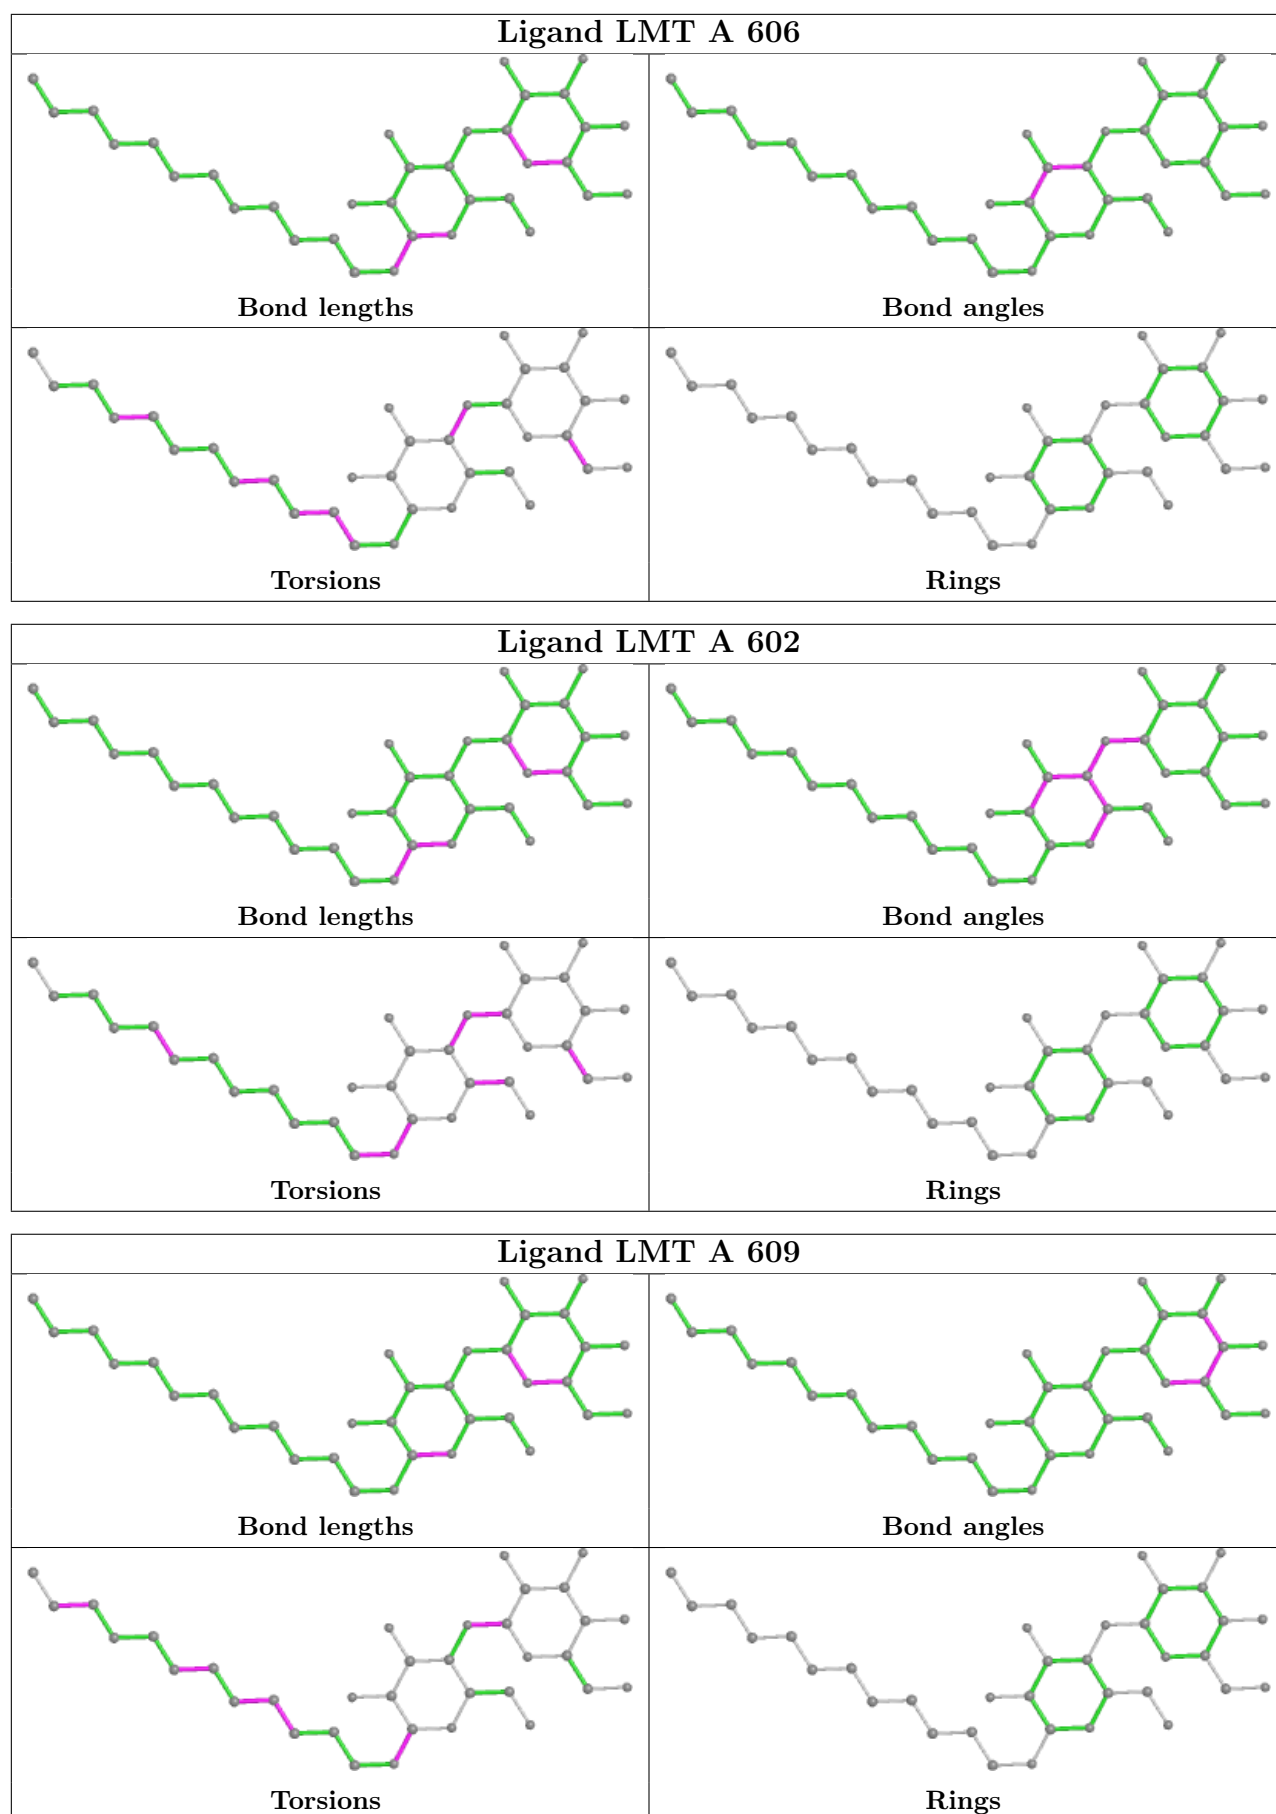 Ligand LMT A 606
Bond lengths
Bond angles
Torsions
Rings
Ligand LMT A 602
Bond lengths
Bond angles
Torsions
Rings
Ligand LMT A 609
Bond lengths
Bond angles
Torsions
Rings